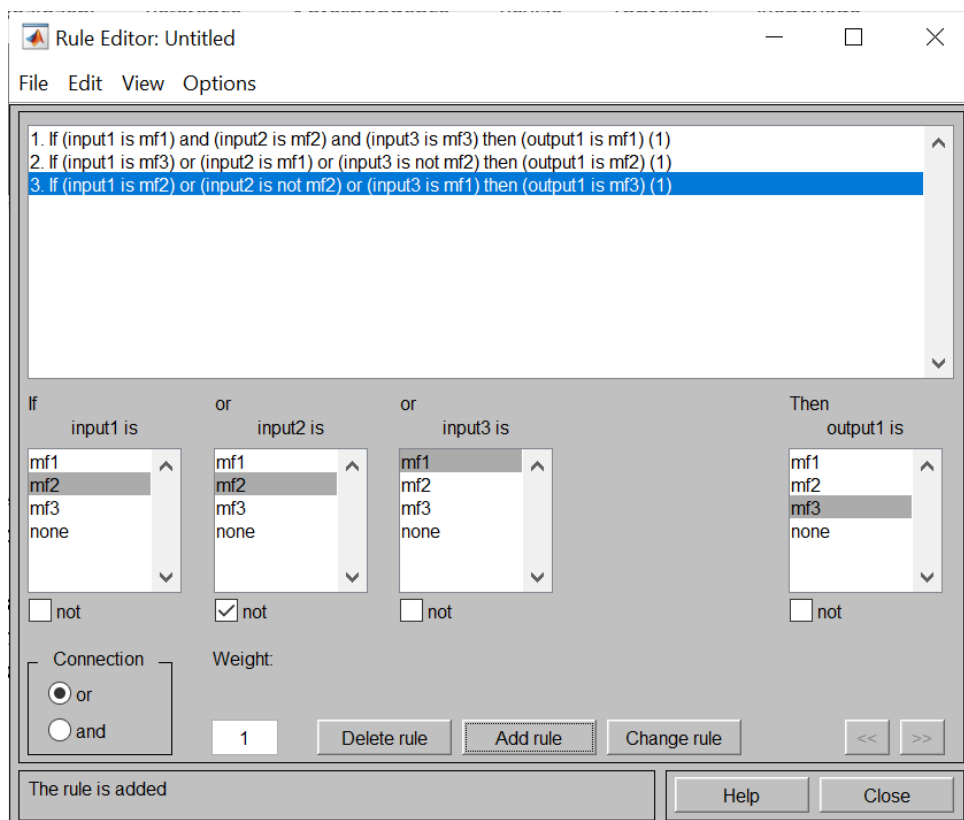 Rule Editor: Untitled
File Edit View Options
1. If (input1 is mf1) and (input2 is mf2) and (input3 is mf3) then (output1 is mf1) (1)
2. If (input1 is mf3) or (input2 is mf1) or (input3 is not mf2) then (output1 is mf2) (1)
3. If (input1 is mf2) or (input2 is not mf2) or (input3 is mf1) then (output1 is mf3) (1)
If or or Then
input1 is input2 is input3 is output1 is
mf1 mf1 mf1 mf1
mf2 mf2 mf2 mf2
mf3 mf3 mf3 mf3
none none none none
not not not not
Connection Weight:
or
and 1 Delete rule Add rule Change rule << >>
The rule is added Help Close